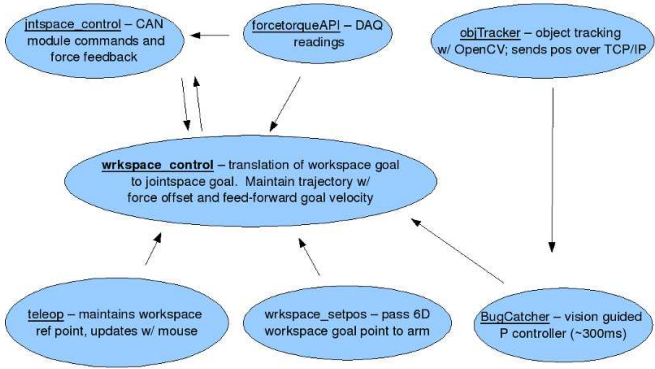 jntspace_control – CAN
module commands and
force feedback
forcetorqueAPI – DAQ
readings
objTracker – object tracking
w/ OpenCV; sends pos over TCP/IP
wrkspace_control – translation of workspace goal
to jointspace goal. Maintain trajectory w/
force offset and feed-forward goal velocity
teleop – maintains workspace
ref point, updates w/ mouse
wrkspace_setpos – pass 6D
workspace goal point to arm
BugCatcher – vision guided
P controller (~300ms)